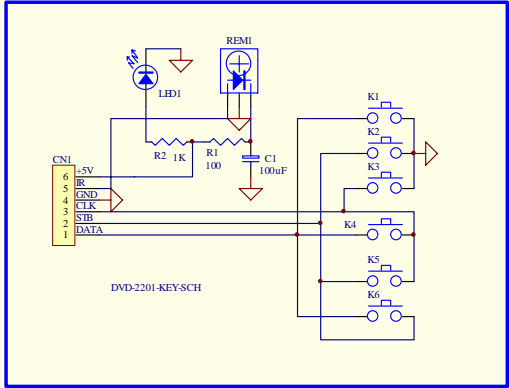 REM1
LED1
R2 1K
R1
100
C1
100uF
CN1
6 +5V
5 IR
4 GND
3 CLK
2 STB
1 DATA
K1
K2
K3
K4
K5
K6
DVD-2201-KEY-SCH